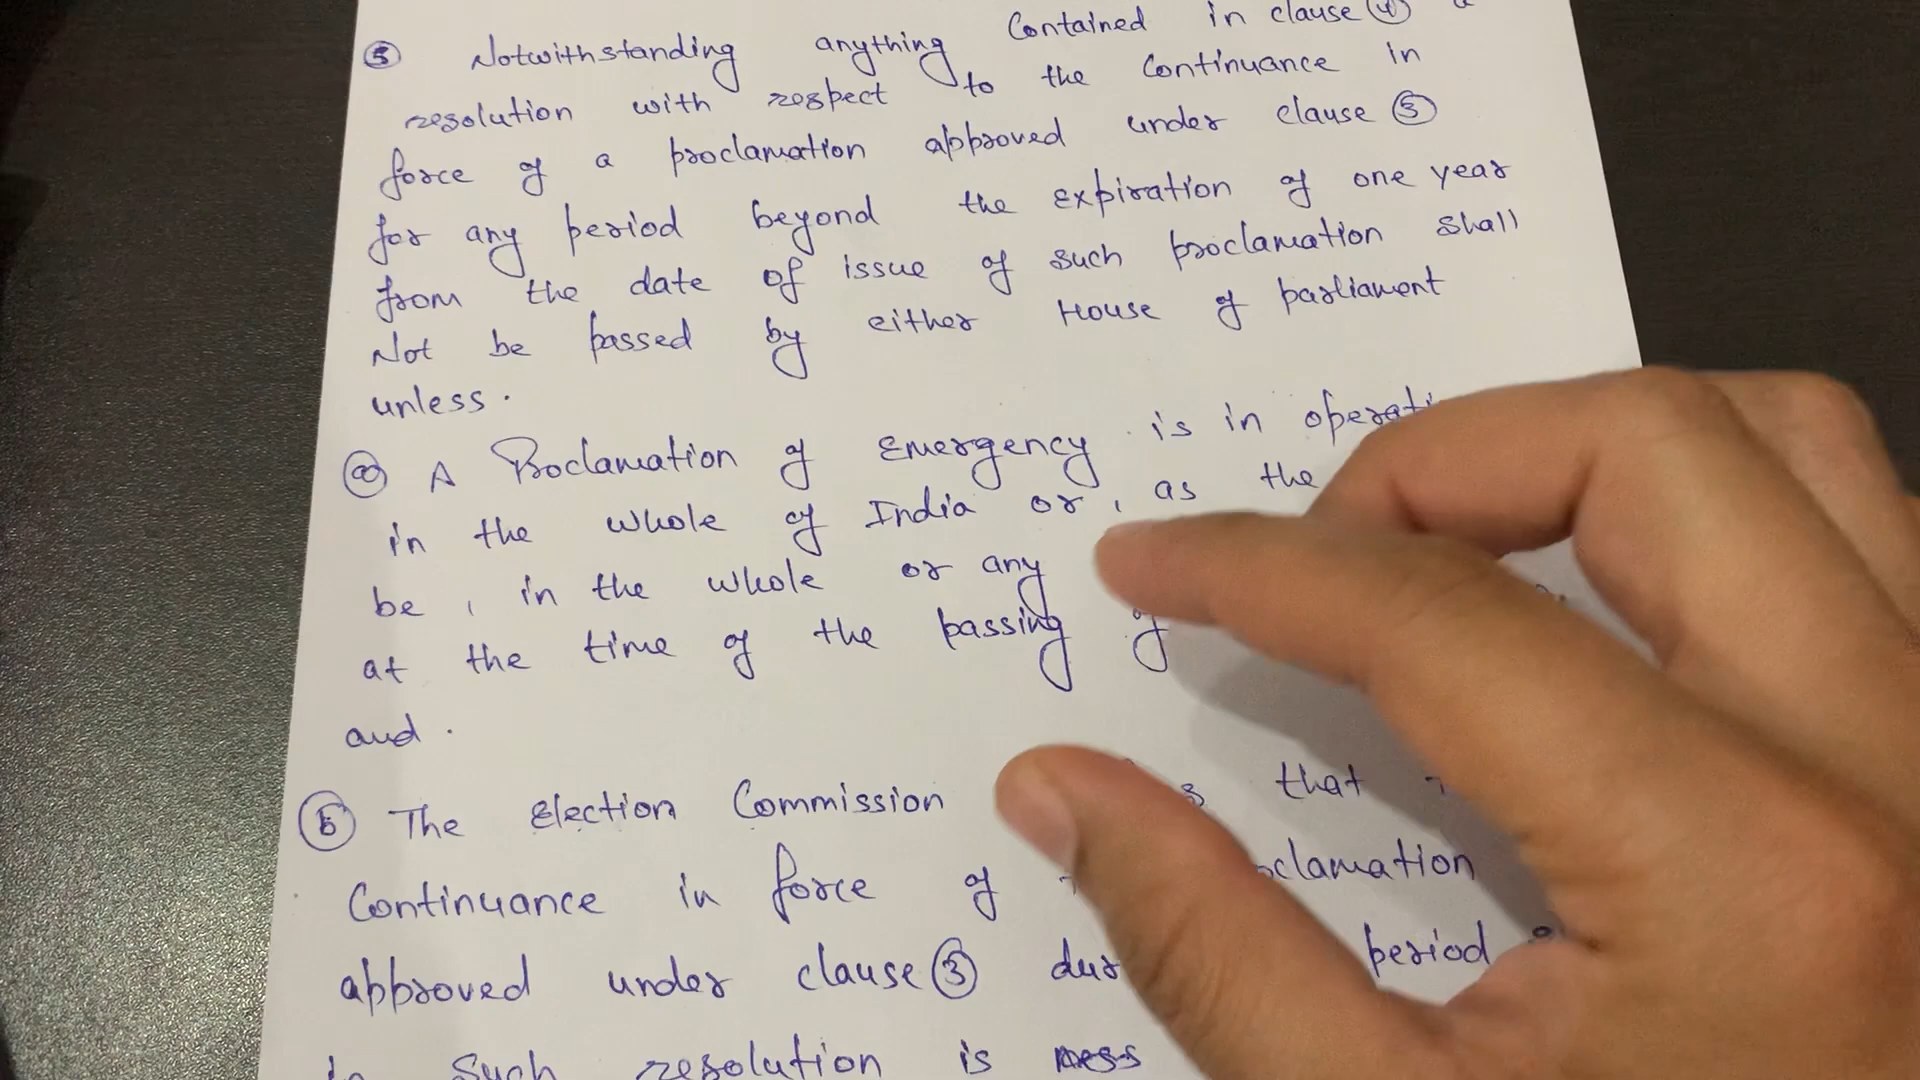 ⑤ Notwithstanding anything Contained in clause ④ a
resolution with respect to the Continuance in
force of a proclamation approved under clause ③
for any period beyond the Expiration of one year
from the date of issue of such proclamation shall
Not be passed by either House of parliament
unless.
ⓐ A Proclamation of Emergency is in
in the whole of India or, as the
be, in the whole or any
at the time of the passing of
and.
ⓑ The Election Commission that
Continuance in force of
approved under clause ③ period
such resolution is